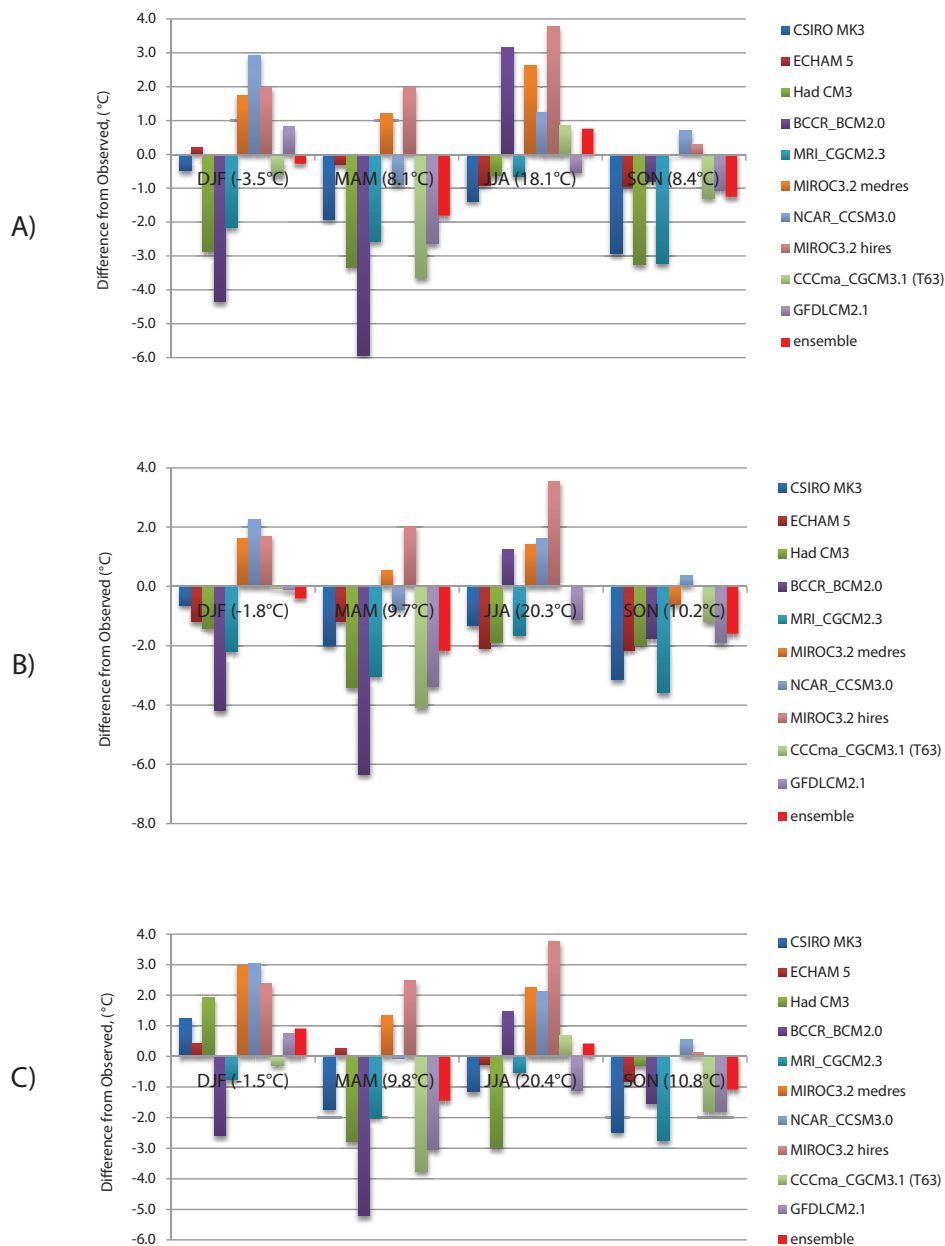 A)
Difference from Observed, (°C)
4.0
3.0
2.0
1.0
0.0
-1.0
-2.0
-3.0
-4.0
-5.0
-6.0
DJF (-3.5°C)
MAM (8.1°C)
JJA (18.1°C)
SON (8.4°C)
CSIRO MK3
ECHAM 5
Had CM3
BCCR_BCM2.0
MRI_CGCM2.3
MIROC3.2 medres
NCAR_CCSM3.0
MIROC3.2 hires
CCCma_CGCM3.1 (T63)
GFDLCM2.1
ensemble
B)
Difference from Observed (°C)
4.0
2.0
0.0
-2.0
-4.0
-6.0
-8.0
DJF (-1.8°C)
MAM (9.7°C)
JJA (20.3°C)
SON (10.2°C)
CSIRO MK3
ECHAM 5
Had CM3
BCCR_BCM2.0
MRI_CGCM2.3
MIROC3.2 medres
NCAR_CCSM3.0
MIROC3.2 hires
CCCma_CGCM3.1 (T63)
GFDLCM2.1
ensemble
C)
Difference from Observed, (°C)
4.0
3.0
2.0
1.0
0.0
-1.0
-2.0
-3.0
-4.0
-5.0
-6.0
DJF (-1.5°C)
MAM (9.8°C)
JJA (20.4°C)
SON (10.8°C)
CSIRO MK3
ECHAM 5
Had CM3
BCCR_BCM2.0
MRI_CGCM2.3
MIROC3.2 medres
NCAR_CCSM3.0
MIROC3.2 hires
CCCma_CGCM3.1 (T63)
GFDLCM2.1
ensemble